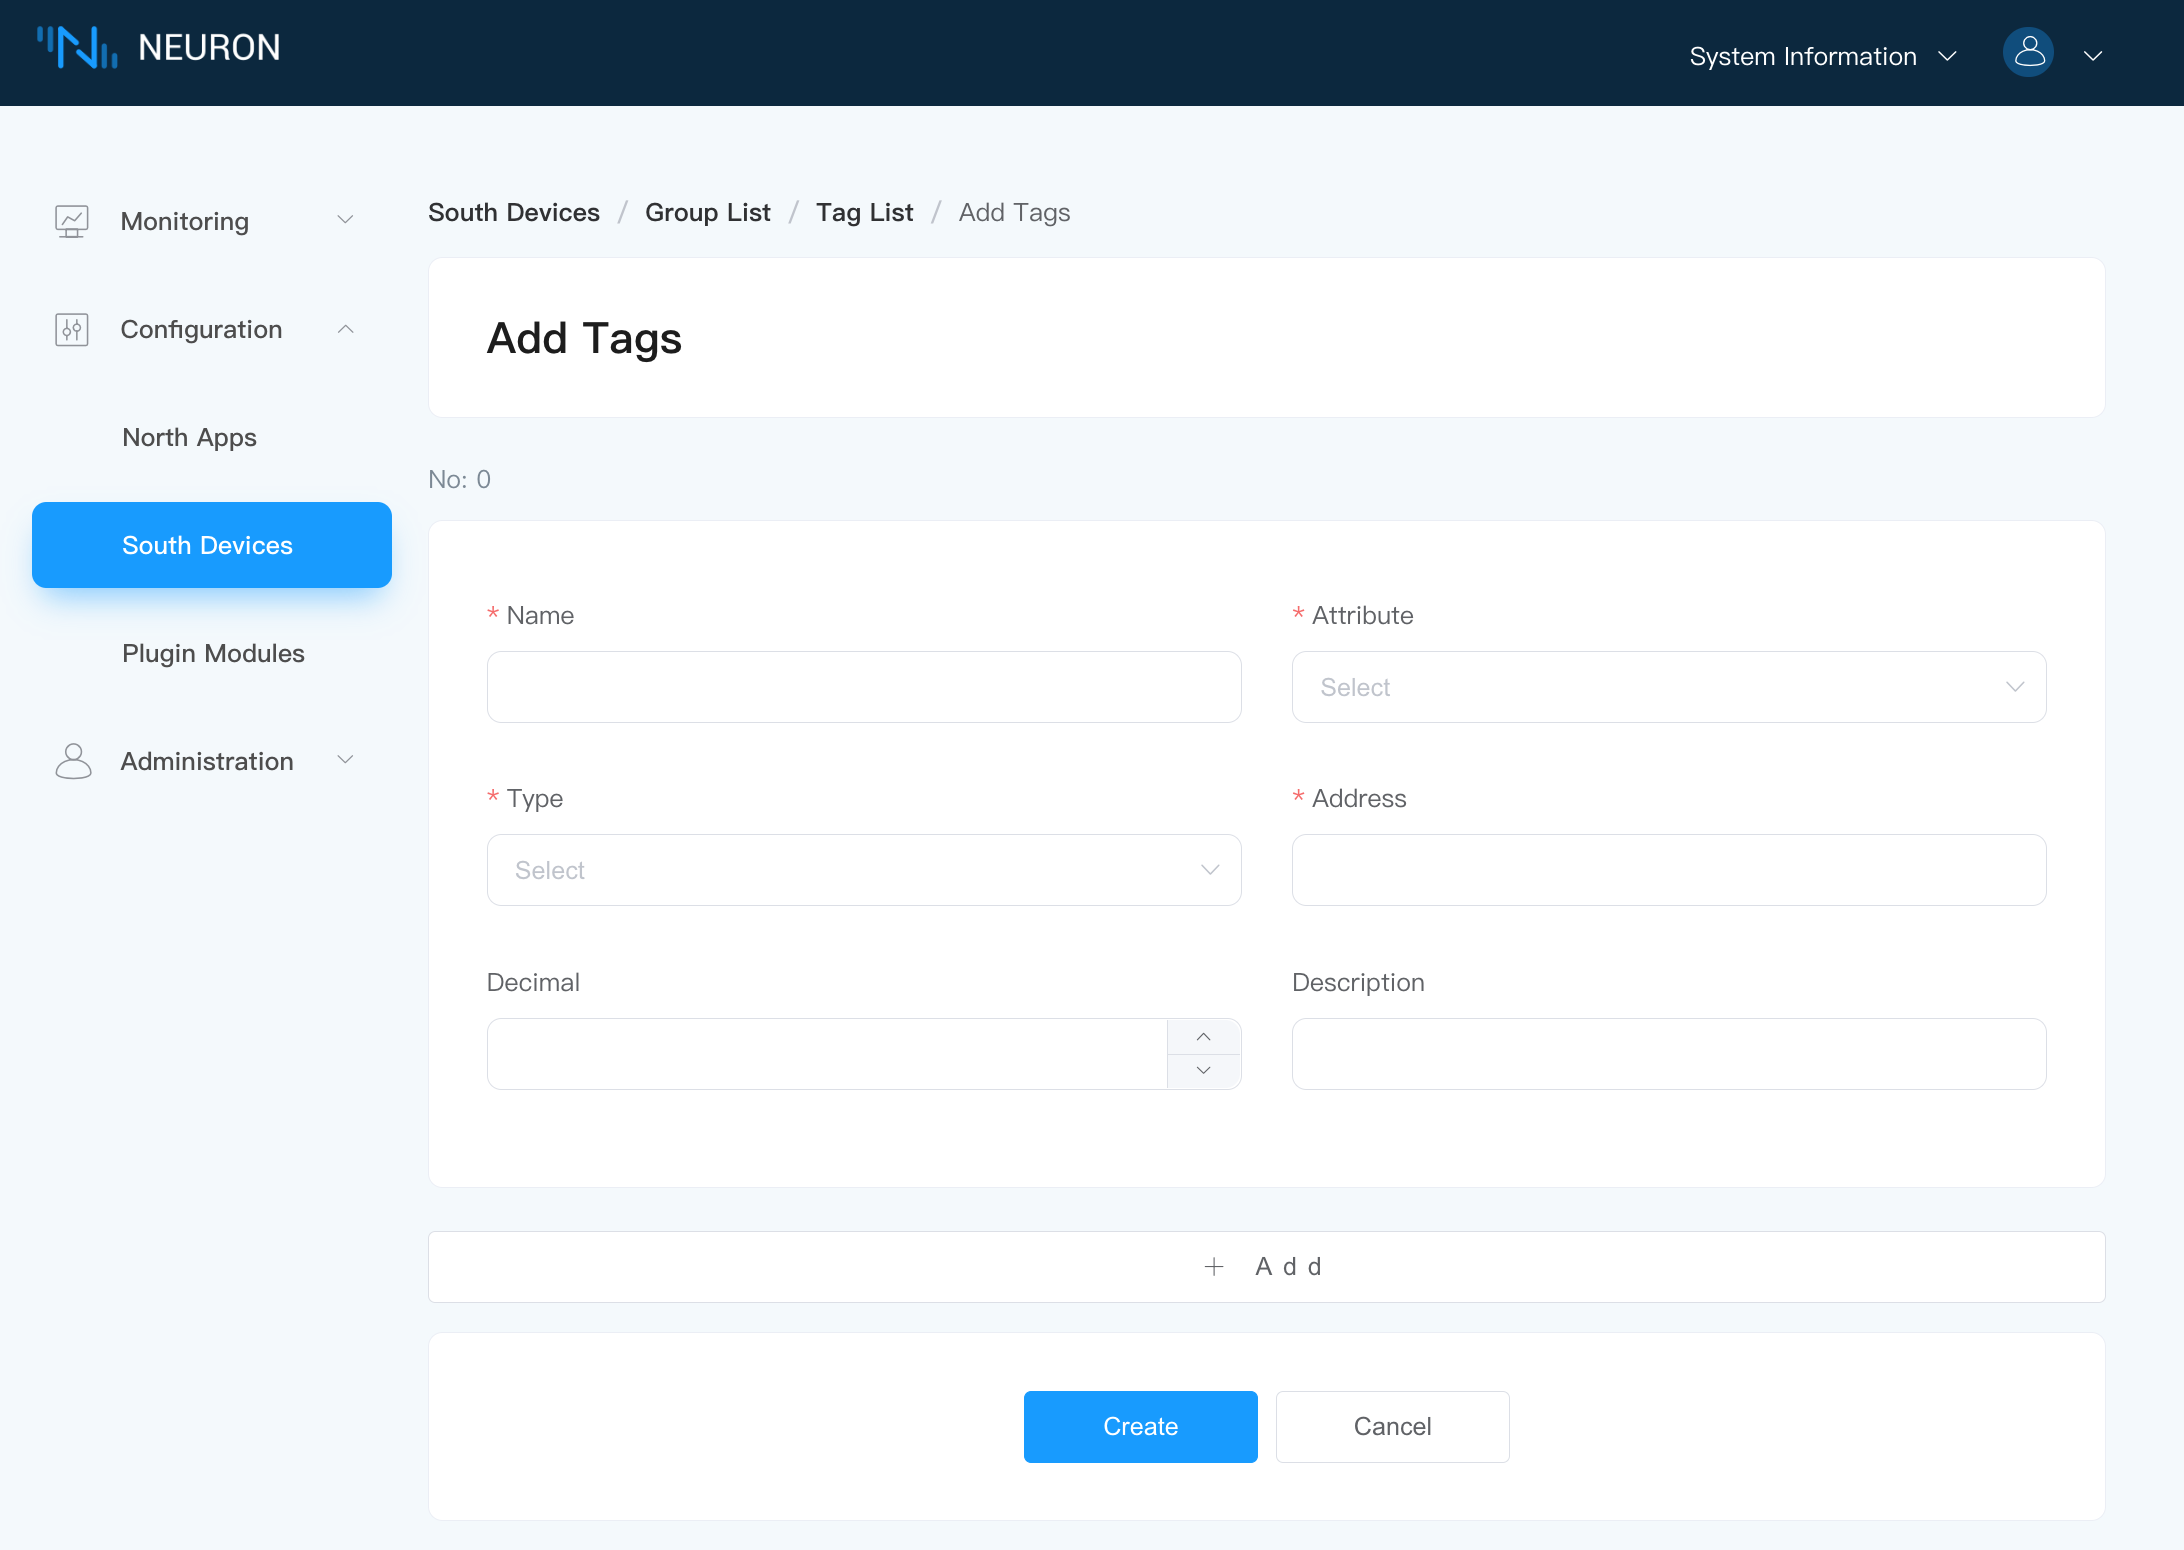 NEURON
System Information
Monitoring
Configuration
North Apps
South Devices
Plugin Modules
Administration
South Devices / Group List / Tag List / Add Tags
Add Tags
No: 0
* Name
* Attribute
Select
* Type
* Address
Select
Decimal
Description
+ Add
Create
Cancel